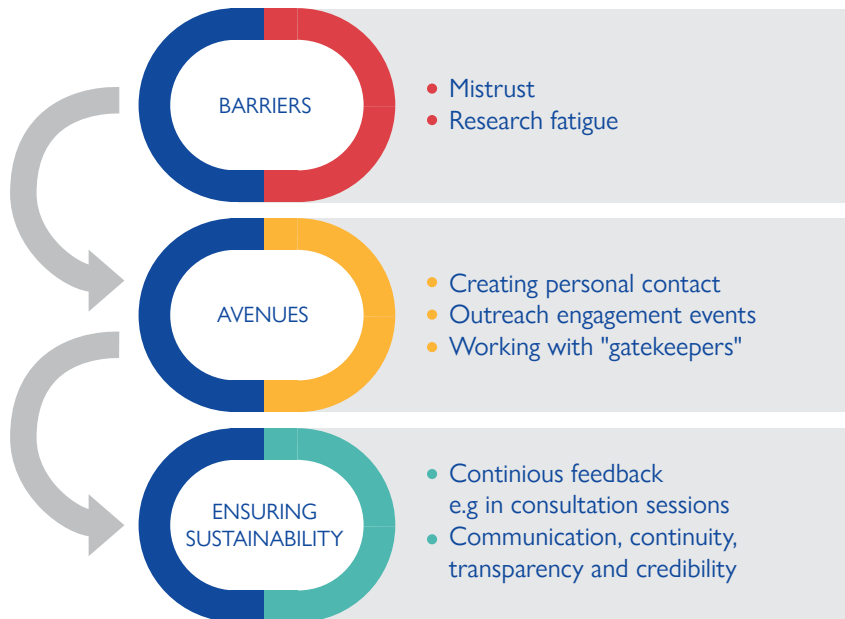 BARRIERS
Mistrust
Research fatigue
AVENUES
Creating personal contact
Outreach engagement events
Working with "gatekeepers"
ENSURING
SUSTAINABILITY
Continious feedback
e.g in consultation sessions
Communication, continuity,
transparency and credibility